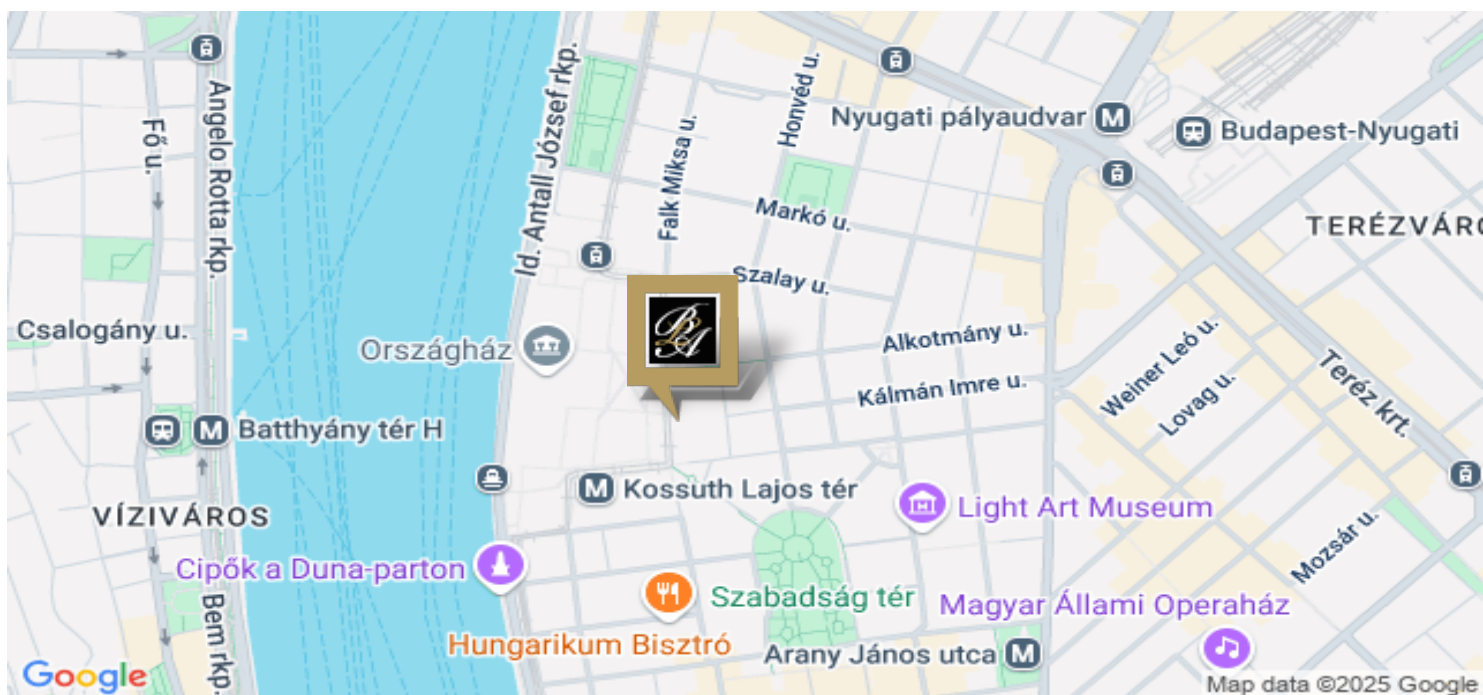 Angelo Rotta rkp.
Fő u.
Id. Antall József rkp.
Falk Miksa u.
Honvéd u.
Nyugati pályaudvar M
Budapest-Nyugati
Markó u.
TERÉZVÁRO
Szalay u.
Csalogány u.
Országház
Alkotmány u.
Kálmán Imre u.
Weiner Leó u.
Lovag u.
Teréz krt.
M Batthyány tér H
M Kossuth Lajos tér
VÍZIVÁROS
Light Art Museum
Mozsár u.
Cipők a Duna-parton
Szabadság tér
Magyar Állami Operaház
Hungarikum Bisztró
Arany János utca M
Bem rkp.
Google
Map data ©2025 Google